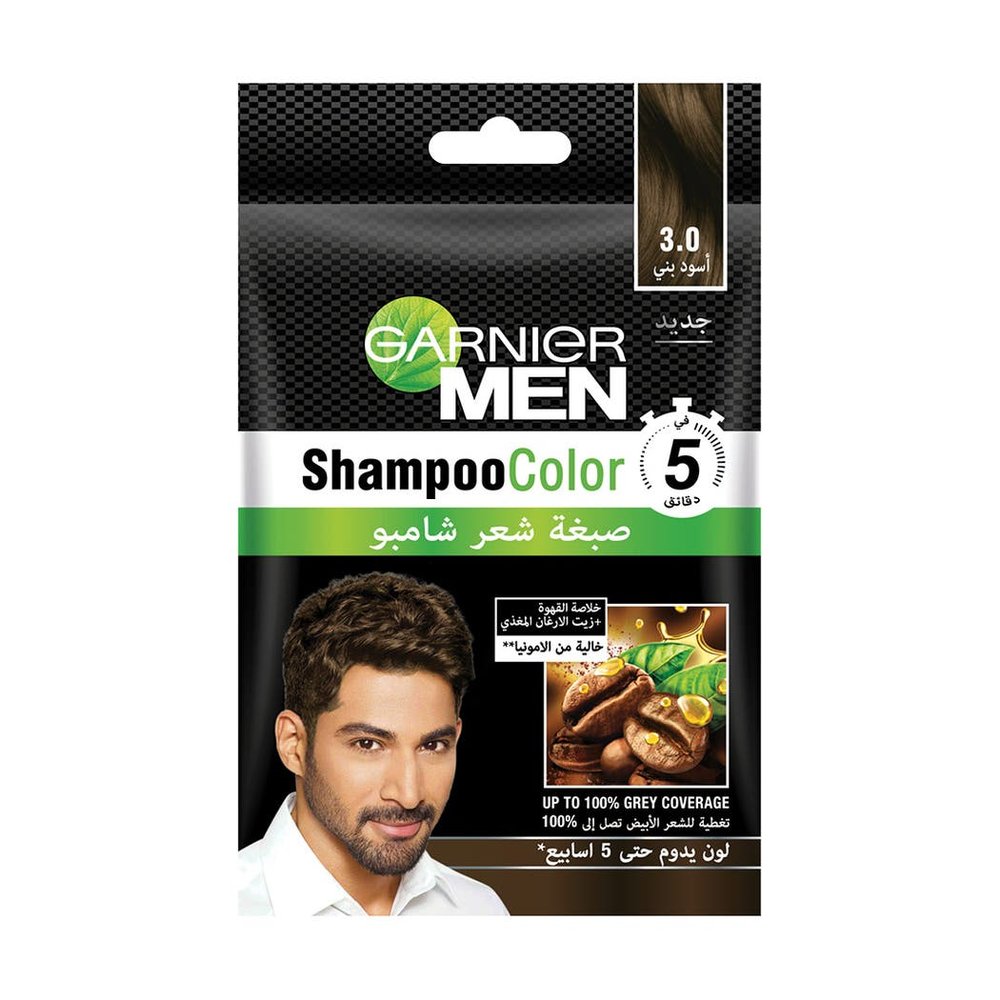 3.0
أسود بني
جديد
GARNIER
MEN
ShampooColor
في
5
دقائق
صبغة شعر شامبو
خلاصة القهوة
+زيت الارغان المغذي
خالية من الامونيا**
UP TO 100% GREY COVERAGE
تغطية للشعر الأبيض تصل إلى 100%
لون يدوم حتى 5 اسابيع*